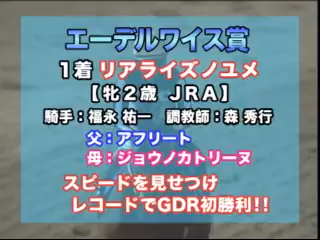 エーデルワイス賞
1着 リアライズノユメ
【牝2歳 JRA】
騎手：福永 祐一 調教師：森 秀行
父：アフリート
母：ジョウノカトリーヌ
スピードを見せつけ
レコードでGDR初勝利!!